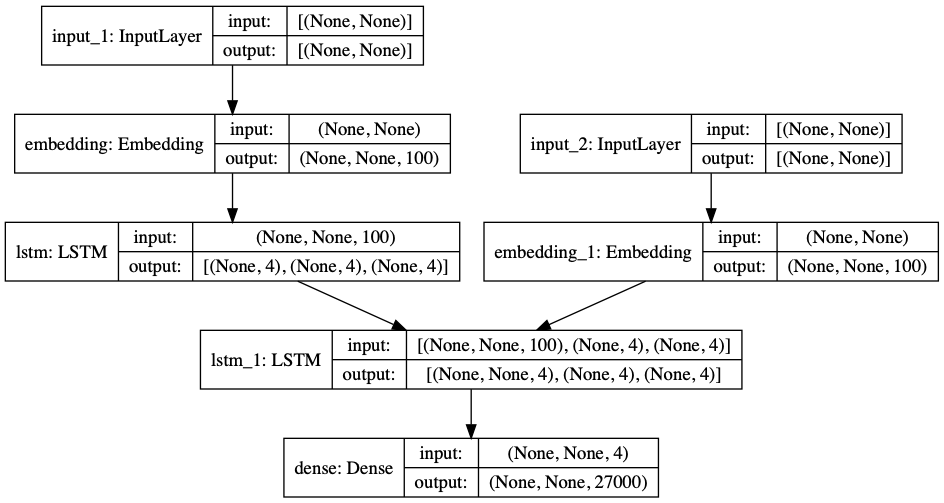 input_1: InputLayer
input: [(None, None)]
output: [(None, None)]
embedding: Embedding
input: (None, None)
output: (None, None, 100)
input_2: InputLayer
input: [(None, None)]
output: [(None, None)]
lstm: LSTM
input: (None, None, 100)
output: [(None, 4), (None, 4), (None, 4)]
embedding_1: Embedding
input: (None, None)
output: (None, None, 100)
lstm_1: LSTM
input: [(None, None, 100), (None, 4), (None, 4)]
output: [(None, None, 4), (None, 4), (None, 4)]
dense: Dense
input: (None, None, 4)
output: (None, None, 27000)